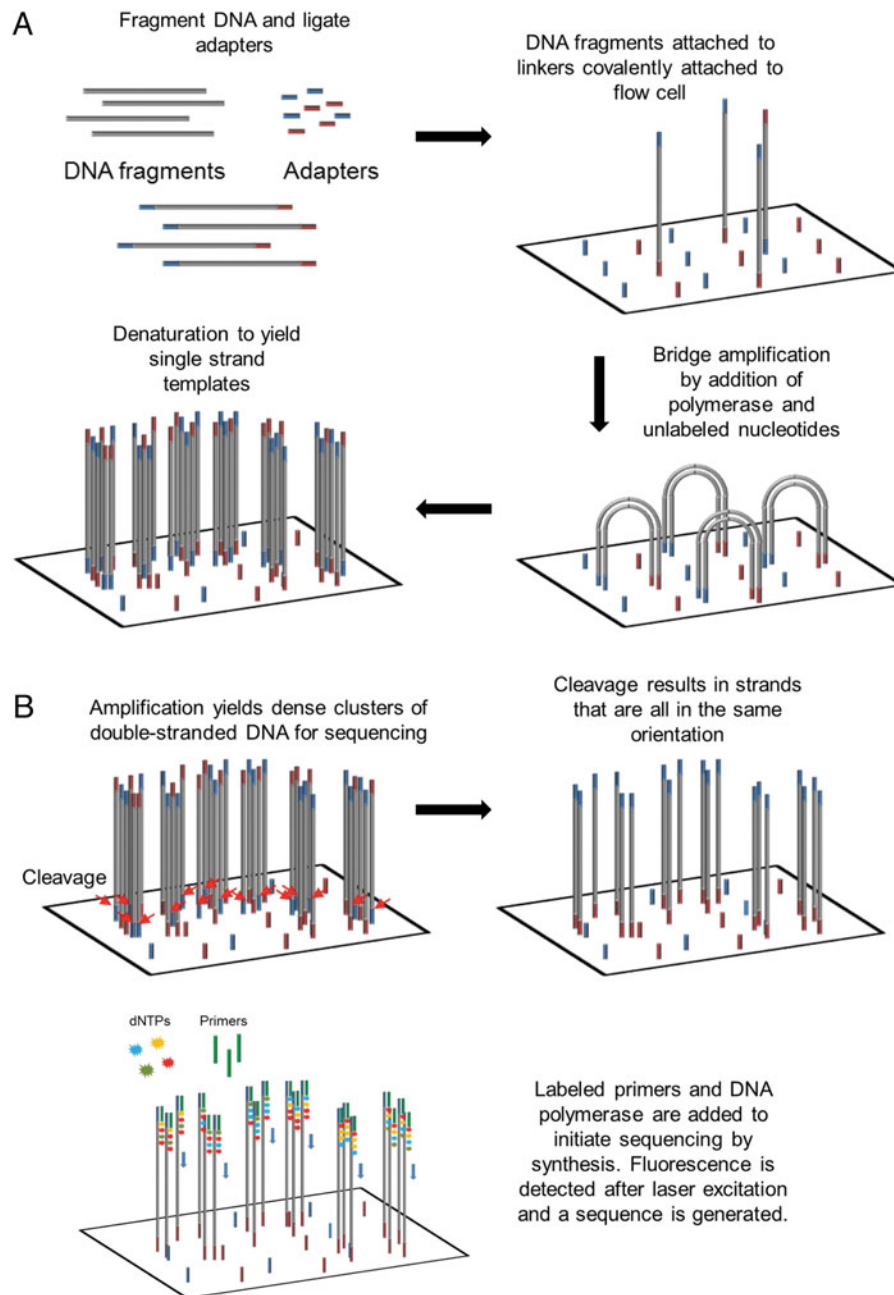 A
Fragment DNA and ligate
adapters
DNA fragments
Adapters
DNA fragments attached to
linkers covalently attached to
flow cell
Bridge amplification
by addition of
polymerase and
unlabeled nucleotides
Denaturation to yield
single strand
templates
B
Amplification yields dense clusters of
double-stranded DNA for sequencing
Cleavage
Cleavage results in strands
that are all in the same
orientation
dNTPs
Primers
Labeled primers and DNA
polymerase are added to
initiate sequencing by
synthesis. Fluorescence is
detected after laser excitation
and a sequence is generated.